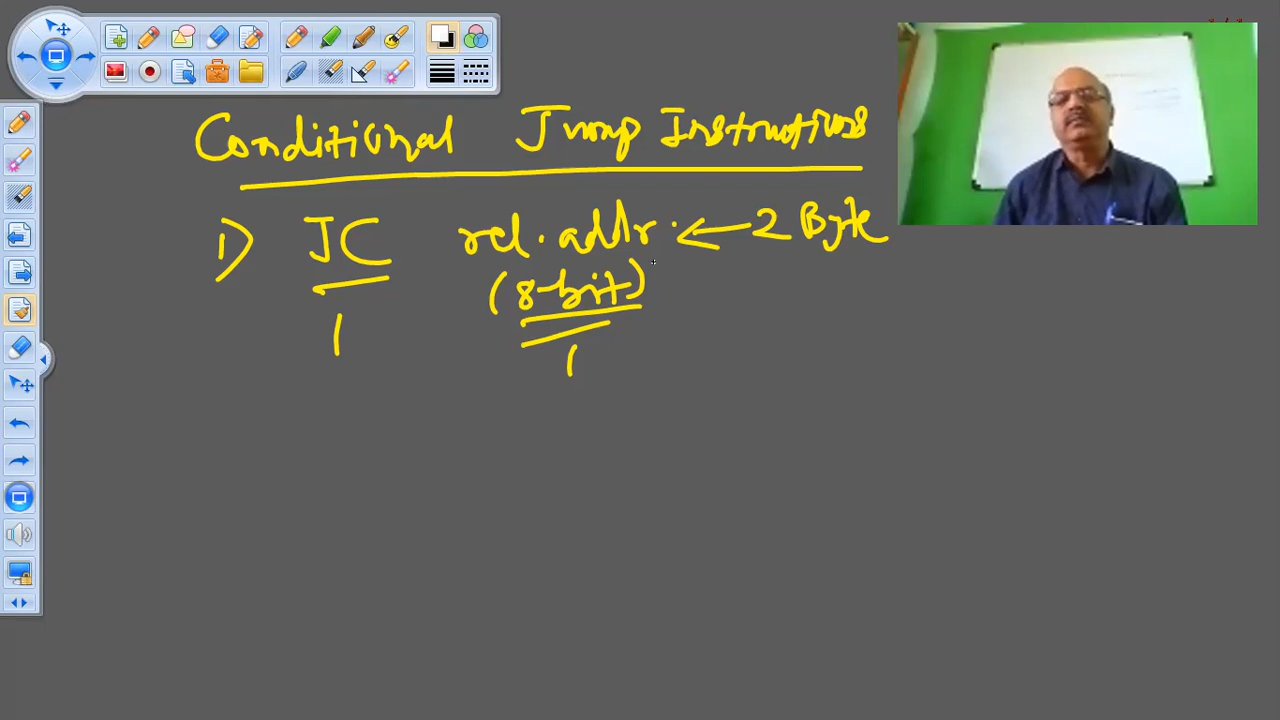 Conditional Jump Instructions
1) JC rel. addr. ← 2 Byte
(8-bit)
1 1